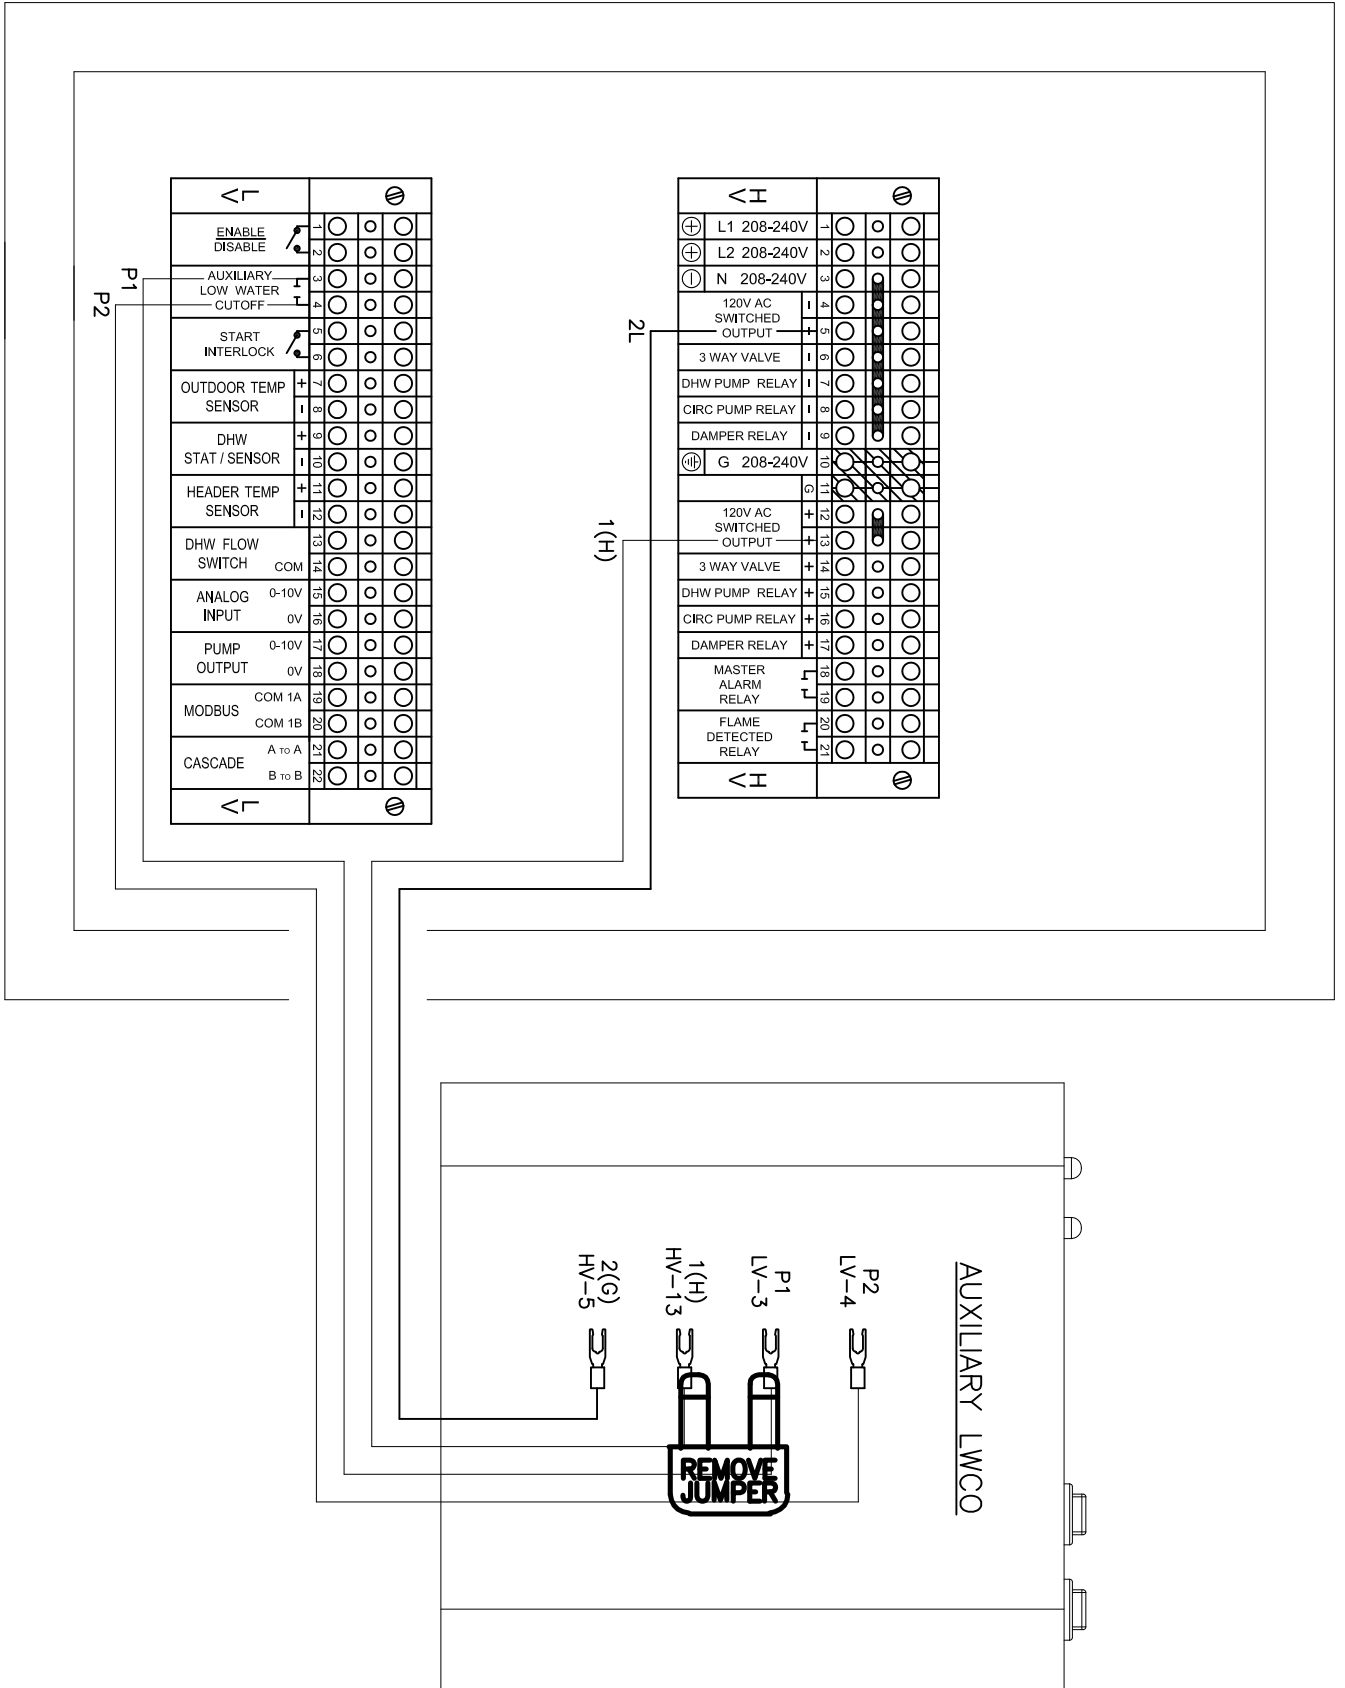 LV
ENABLE
DISABLE
1
2
AUXILIARY
LOW WATER
CUTOFF
3
4
START
INTERLOCK
5
6
OUTDOOR TEMP
SENSOR
+ 7
- 8
DHW
STAT / SENSOR
+ 9
- 10
HEADER TEMP
SENSOR
+ 11
- 12
DHW FLOW
SWITCH
13
COM 14
ANALOG
INPUT
0-10V 15
0V 16
PUMP
OUTPUT
0-10V 17
0V 18
MODBUS
COM 1A 19
COM 1B 20
CASCADE
A TO A 21
B TO B 22
LV
P1
P2
HV
L1 208-240V 1
L2 208-240V 2
N 208-240V 3
120V AC
SWITCHED
OUTPUT
- 4
+ 5
3 WAY VALVE - 6
DHW PUMP RELAY - 7
CIRC PUMP RELAY - 8
DAMPER RELAY - 9
G 208-240V 10
G 11
120V AC
SWITCHED
OUTPUT
+ 12
+ 13
3 WAY VALVE + 14
DHW PUMP RELAY + 15
CIRC PUMP RELAY + 16
DAMPER RELAY + 17
MASTER
ALARM
RELAY
18
19
FLAME
DETECTED
RELAY
20
21
HV
2L
1(H)
AUXILIARY LWCO
P2
LV-4
P1
LV-3
1(H)
HV-13
2(G)
HV-5
REMOVE
JUMPER